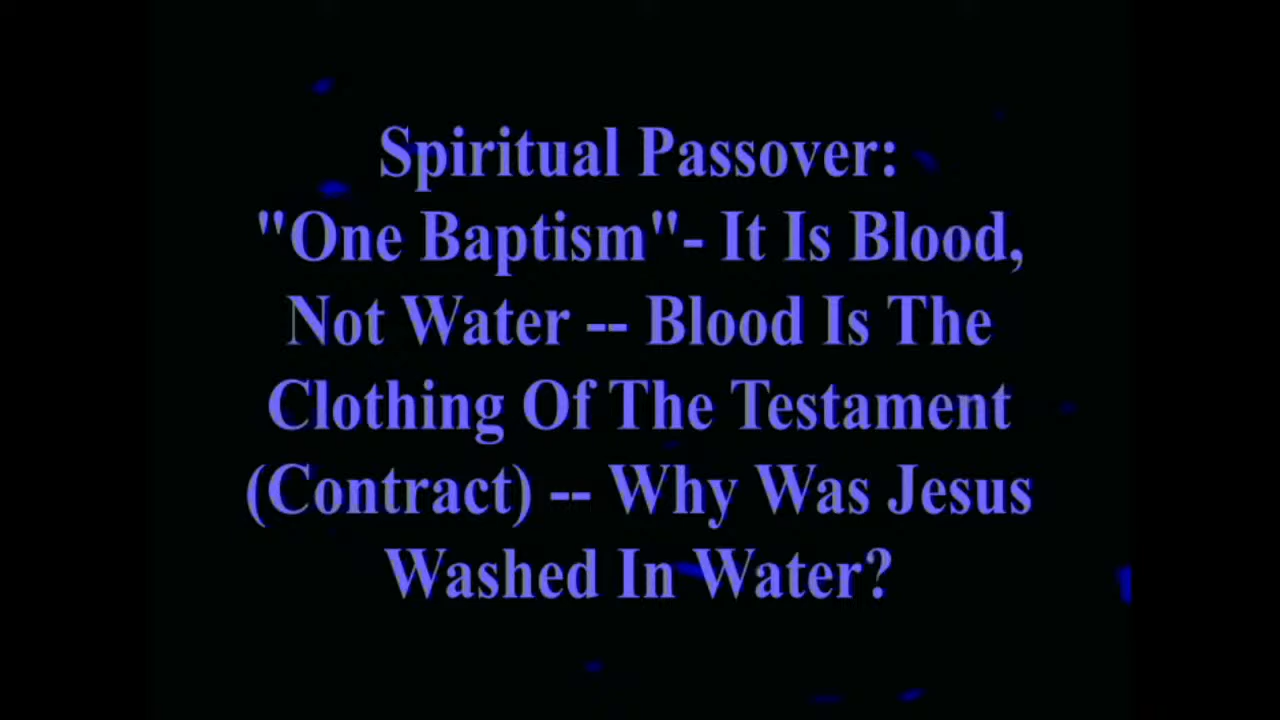 Spiritual Passover:
"One Baptism"- It Is Blood,
Not Water -- Blood Is The
Clothing Of The Testament
(Contract) -- Why Was Jesus
Washed In Water?